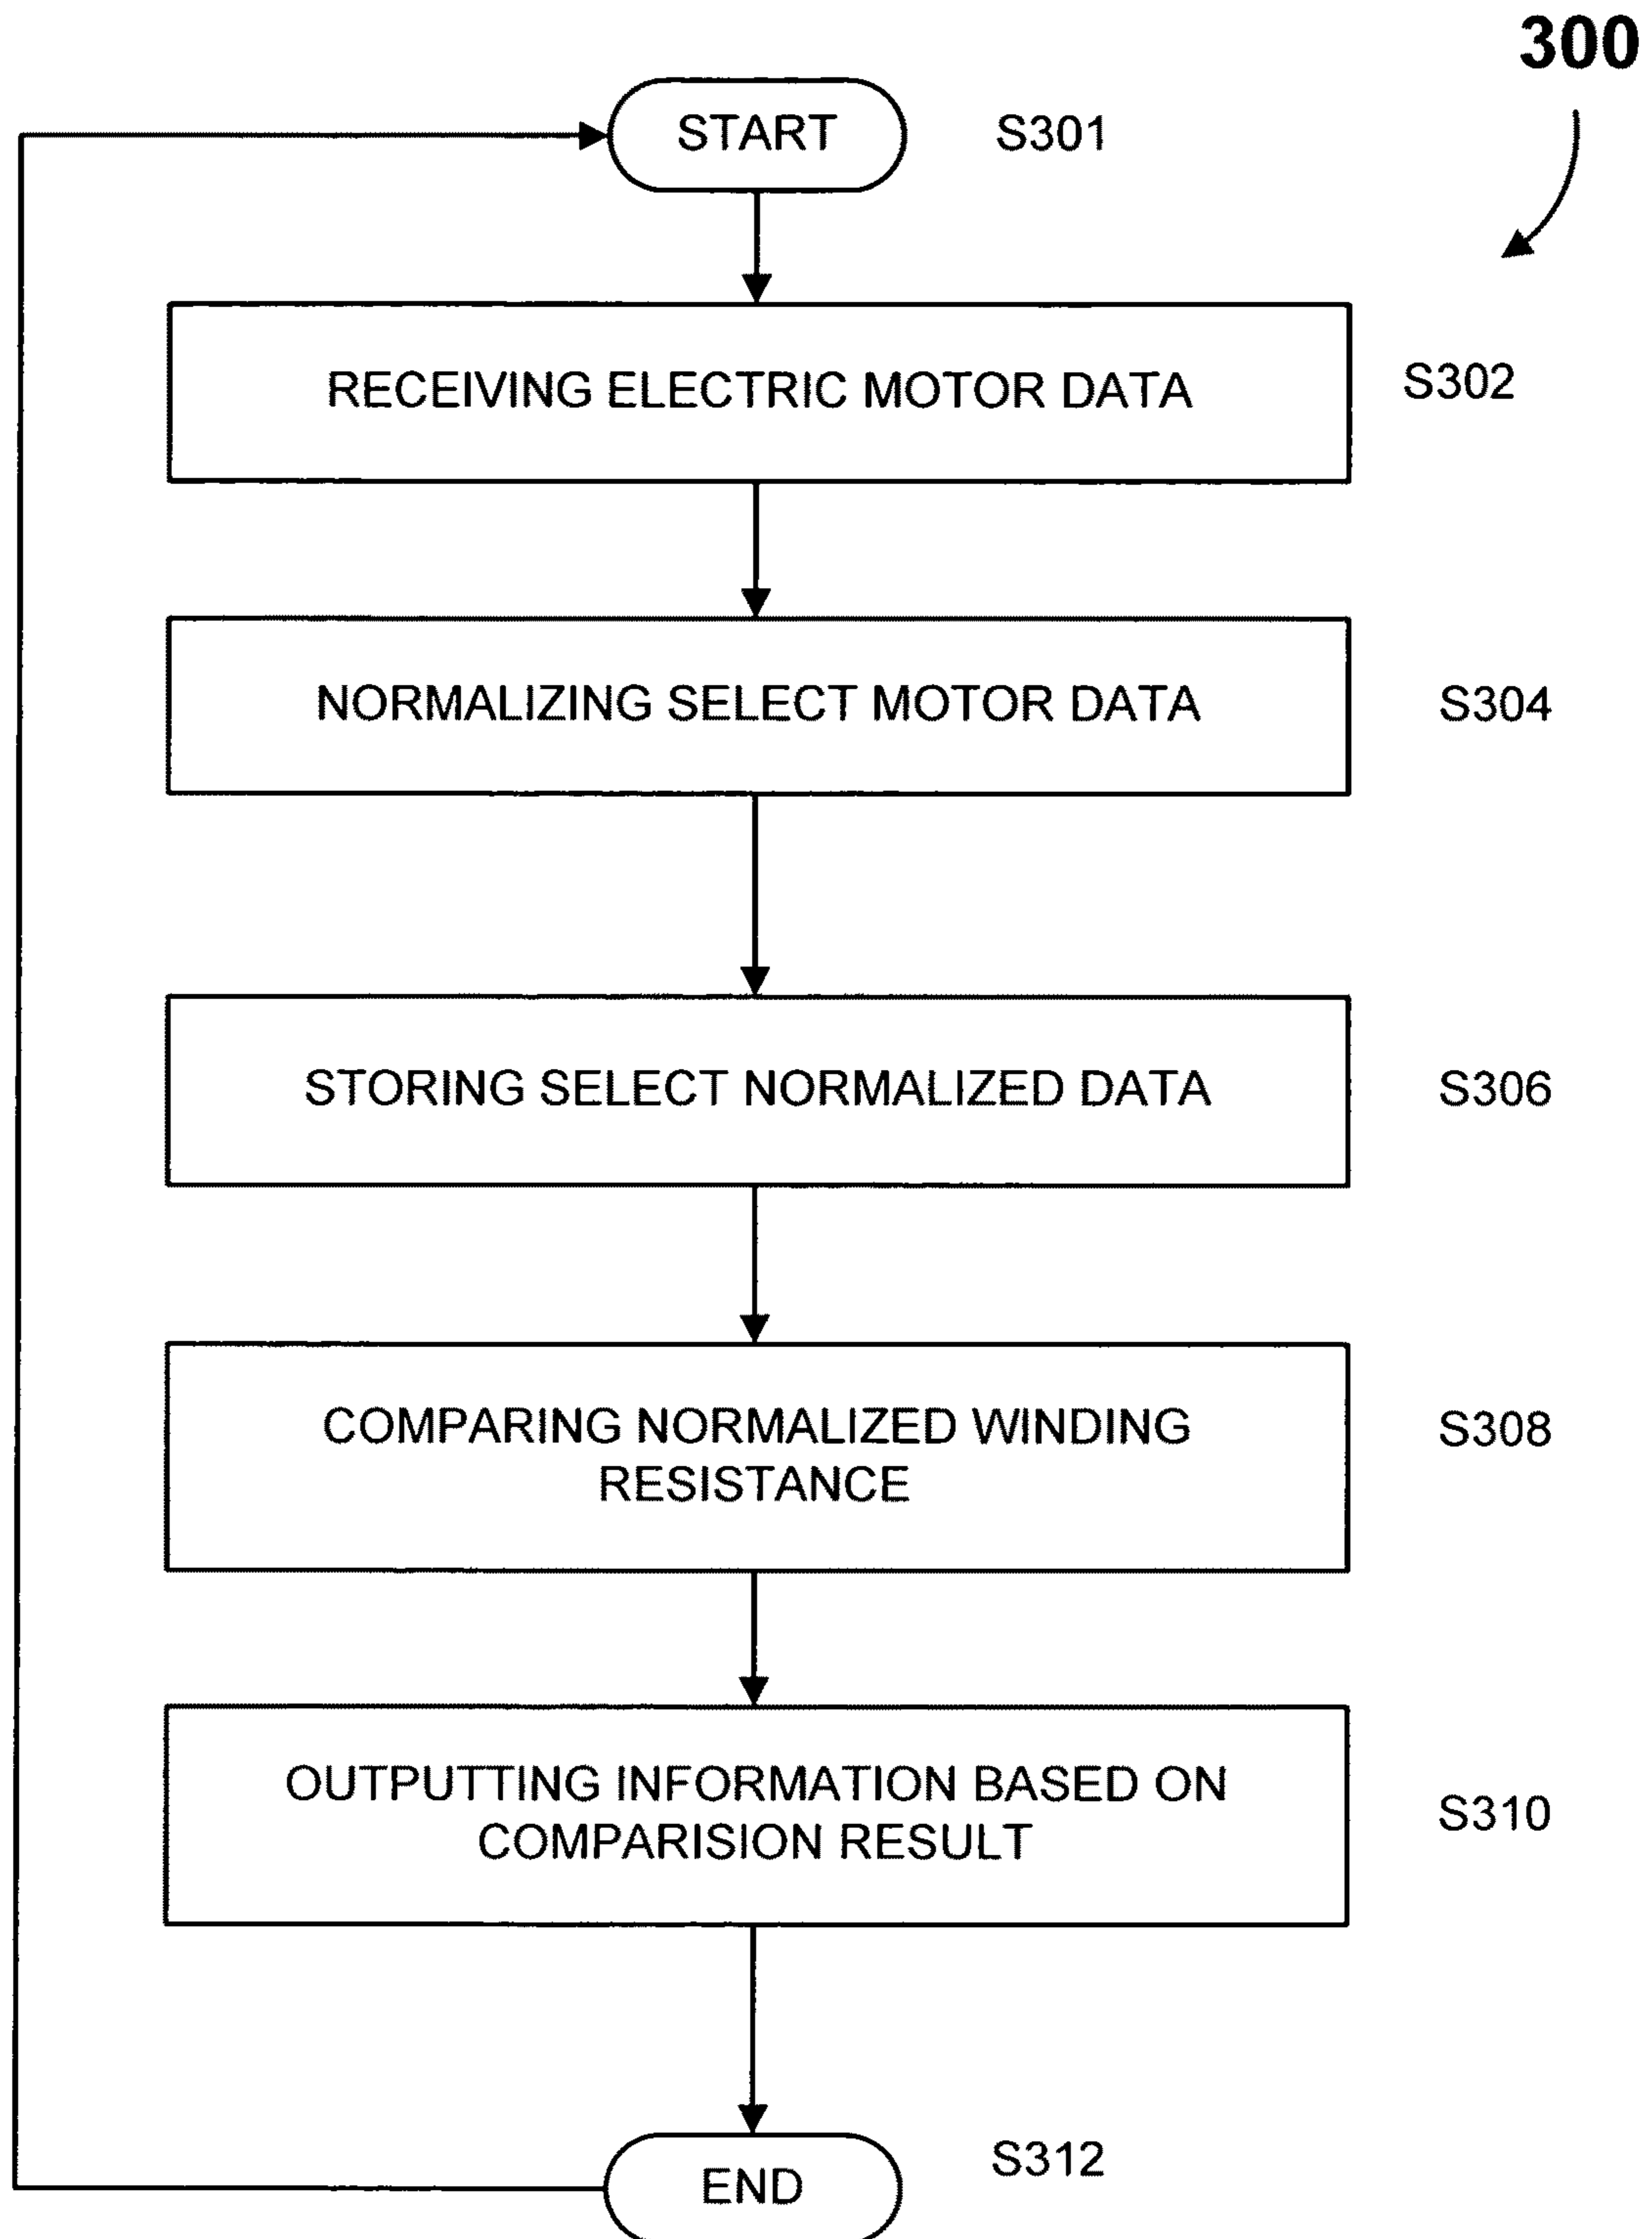 300
START
S301
RECEIVING ELECTRIC MOTOR DATA
S302
NORMALIZING SELECT MOTOR DATA
S304
STORING SELECT NORMALIZED DATA
S306
COMPARING NORMALIZED WINDING
RESISTANCE
S308
OUTPUTTING INFORMATION BASED ON
COMPARISION RESULT
S310
END
S312